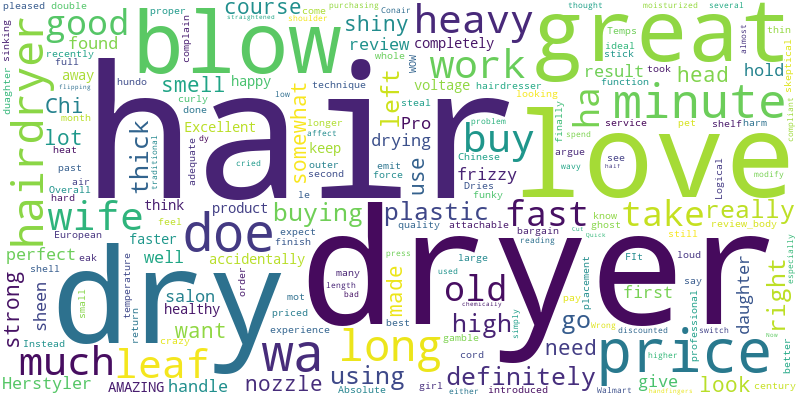 pleased double
good
sinking
found
recently
full
away
duaghter
hairdryer
Chi
month
lot
past
heat
Overall
air
hard
European
wife
perfect
eak
shell
strong
sheen
small
temperature
return
Instead
much
leaf
Herstyler
AMAZING
handle
course
shiny
review
smell
happy
hundo
hairdresser
thick
curly
done
Excellent
adequate
dy
traditional
flipping
straightened
low
think
product
faster
well
salon
healthy
want
crazy
accidentally
order
mot
priced
experience
nozzle
expect
finish
buying
doe
wa
blow
hair
dry
dryer
love
great
heavy
work
completely
voltage
technique
whole
steal
longer
affect
outer
second
cried
keep
somewhat
left
WOW
Pro
drying
use
problem
emit
force
le
Chinese
Dries
frizzy
funky
buy
ha
minute
shoulder
come
purchasing
Conair
thought
moisturized
several
Temps
ideal
stick
thin
almost
skeptical
compliant
result
took
head
function
hold
looking
finally
service
pet
shelf
harm
spend
argue
wavy
see
half
Logical
modify
plastic
fast
take
really
quality
attachable
bargain
reading
Cut
Quick
know
ghost
still
review_body
made
press
used
many
length
bad
chemically
large
old
high
cord
best
simply
gamble
girl
either
introduced
Absolute
long
using
definitely
need
go
pay
placement
FIt
loud
say
first
right
daughter
professional
price
Wrong
discounted
switch
higher
Now
give
look
century
better
especially
Walmart
handfingers
feel
complain
proper